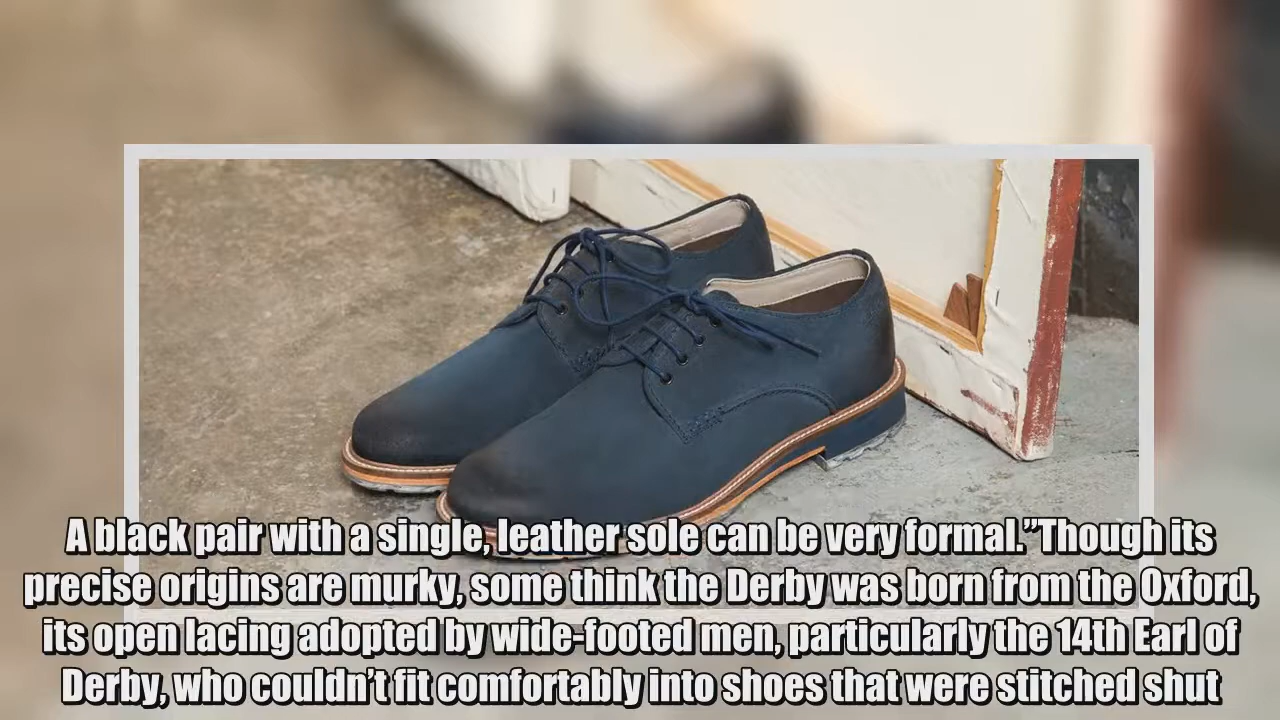 A black pair with a single, leather sole can be very formal.”Though its
precise origins are murky, some think the Derby was born from the Oxford,
its open lacing adopted by wide-footed men, particularly the 14th Earl of
Derby, who couldn’t fit comfortably into shoes that were stitched shut